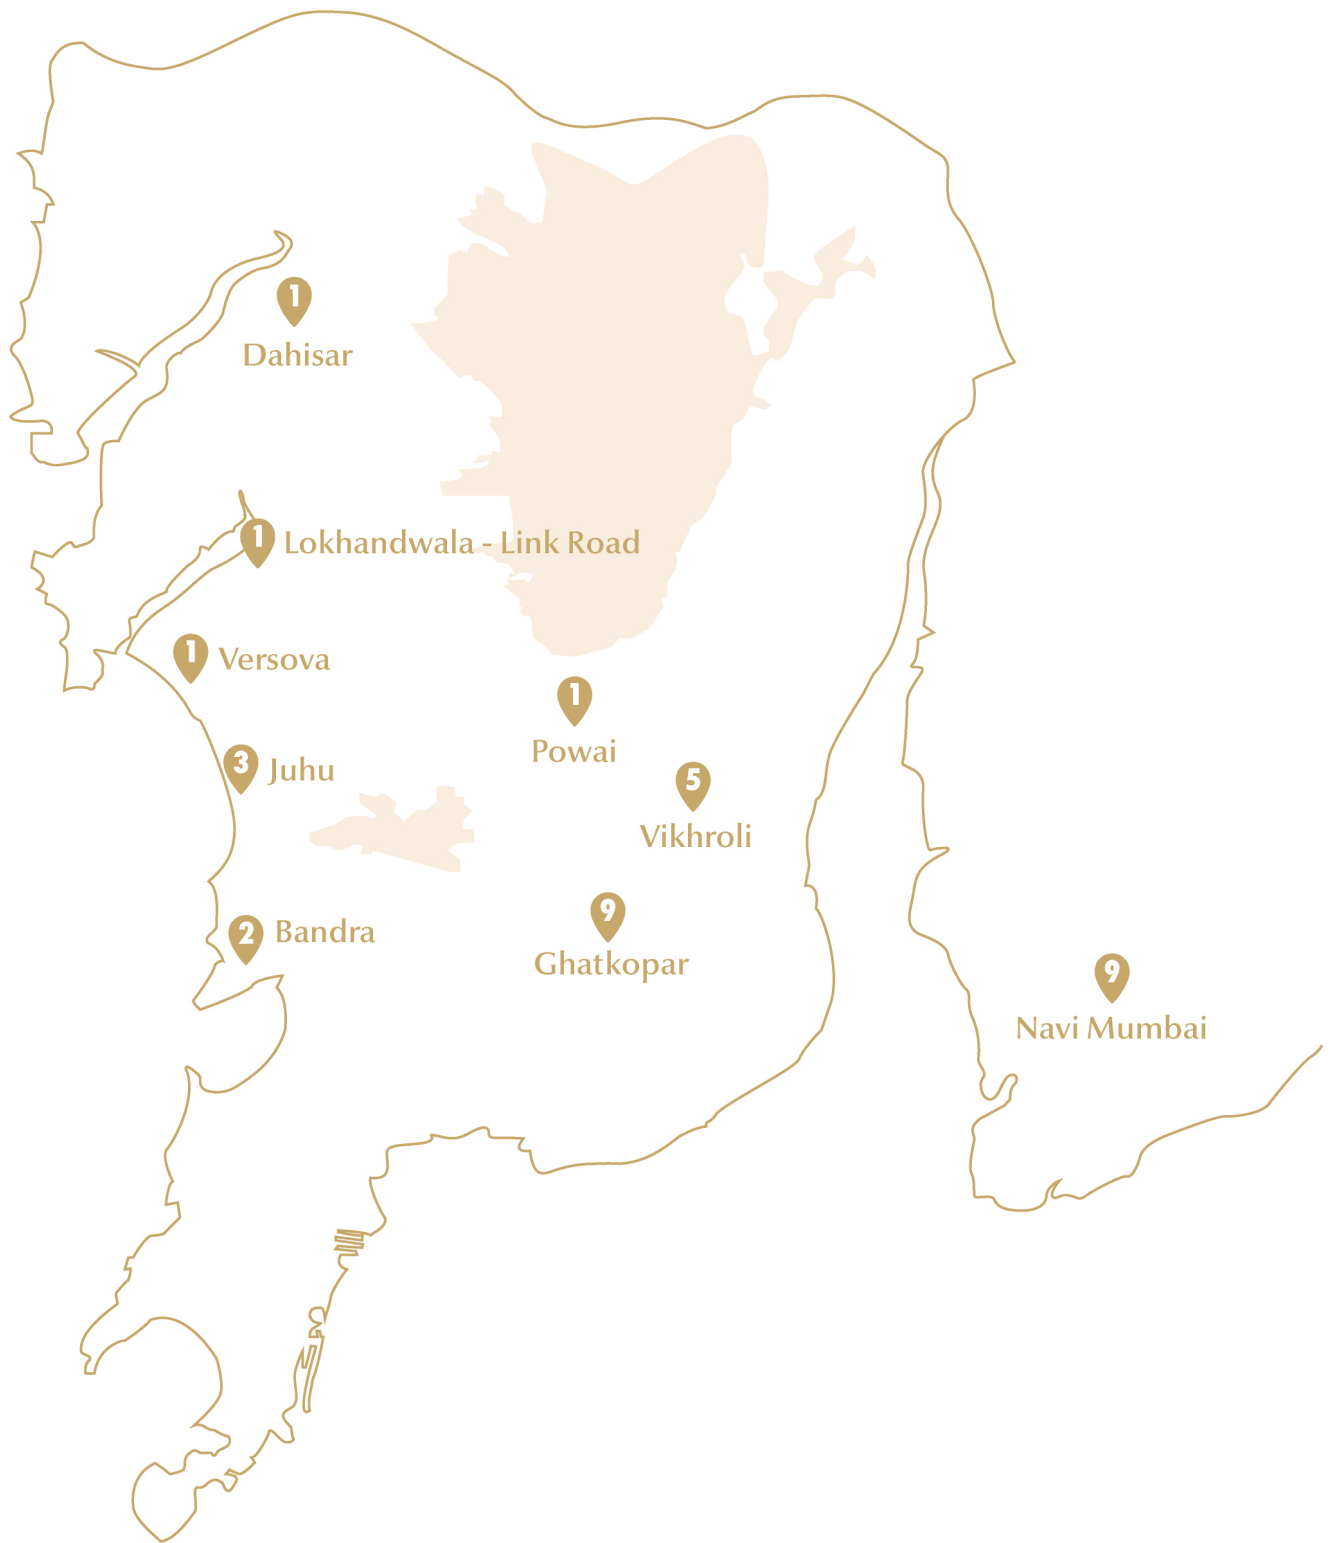 1
Dahisar
1 Lokhandwala - Link Road
1 Versova
1
Powai
3 Juhu
5
Vikhroli
2 Bandra
9
Ghatkopar
9
Navi Mumbai